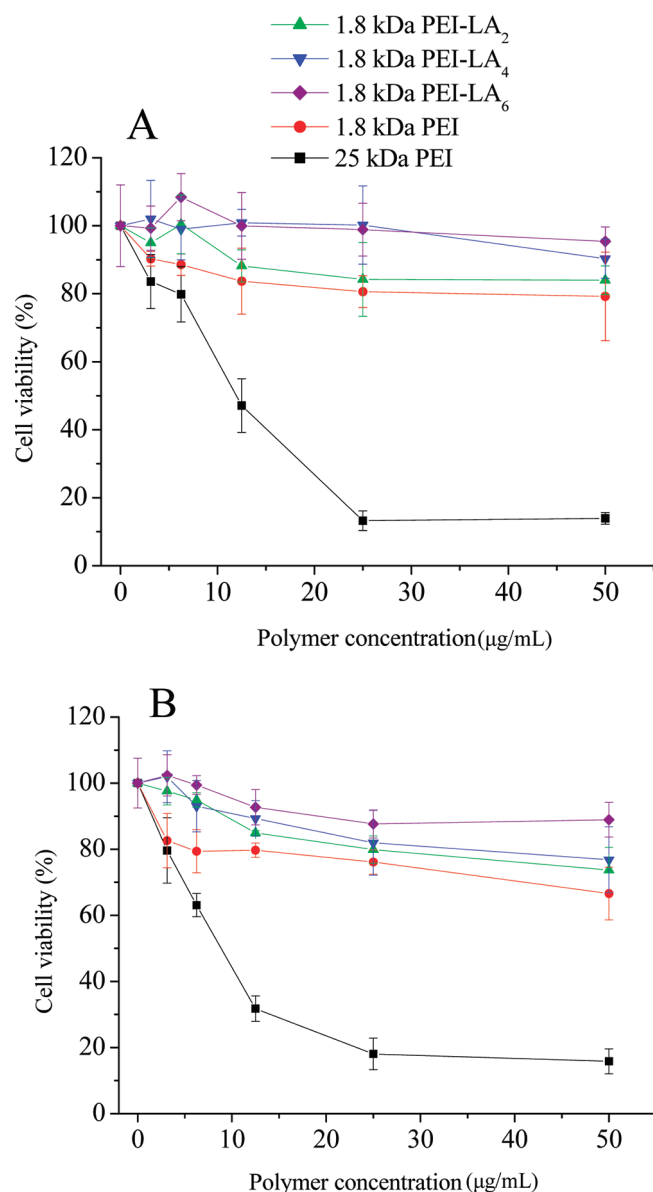 1.8 kDa PEI-LA₂
1.8 kDa PEI-LA₄
1.8 kDa PEI-LA₆
1.8 kDa PEI
25 kDa PEI
A
120
100
80
60
40
20
0
Cell viability (%)
0 10 20 30 40 50
Polymer concentration(µg/mL)
B
120
100
80
60
40
20
0
Cell viability (%)
0 10 20 30 40 50
Polymer concentration(µg/mL)